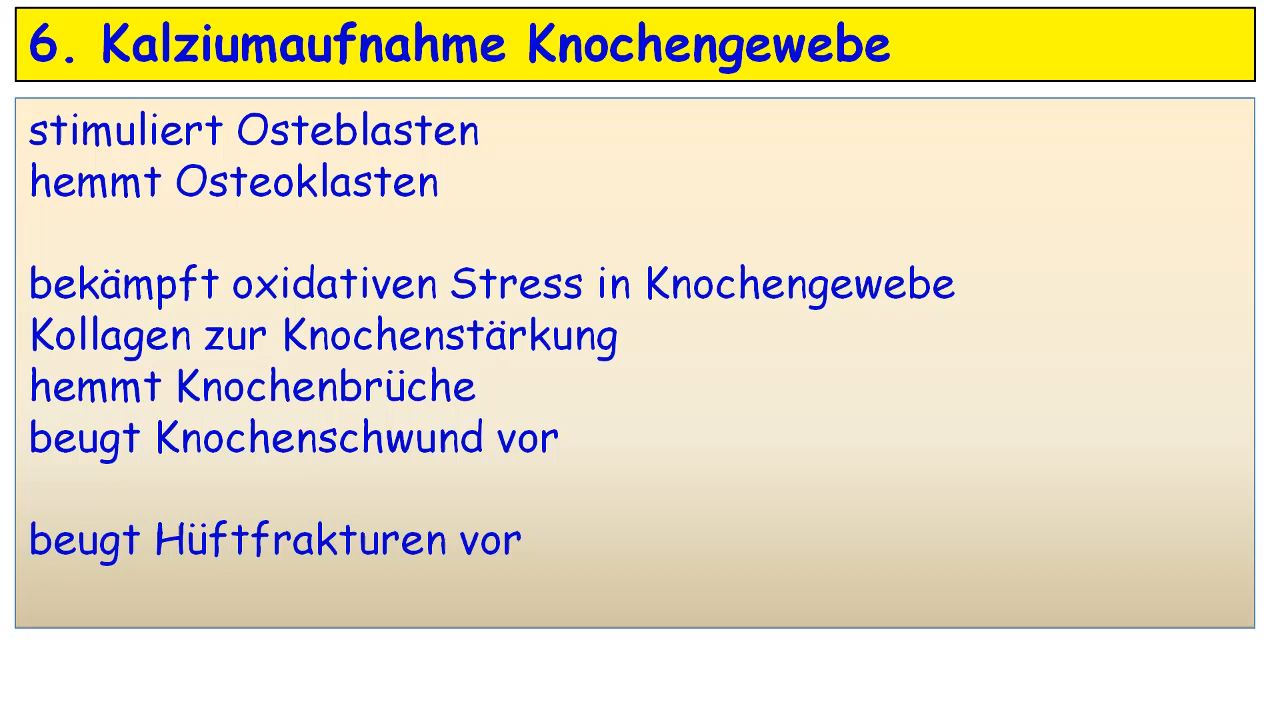 6. Kalziumaufnahme Knochengewebe
stimuliert Osteblasten
hemmt Osteoklasten
bekämpft oxidativen Stress in Knochengewebe
Kollagen zur Knochenstärkung
hemmt Knochenbrüche
beugt Knochenschwund vor
beugt Hüftfrakturen vor